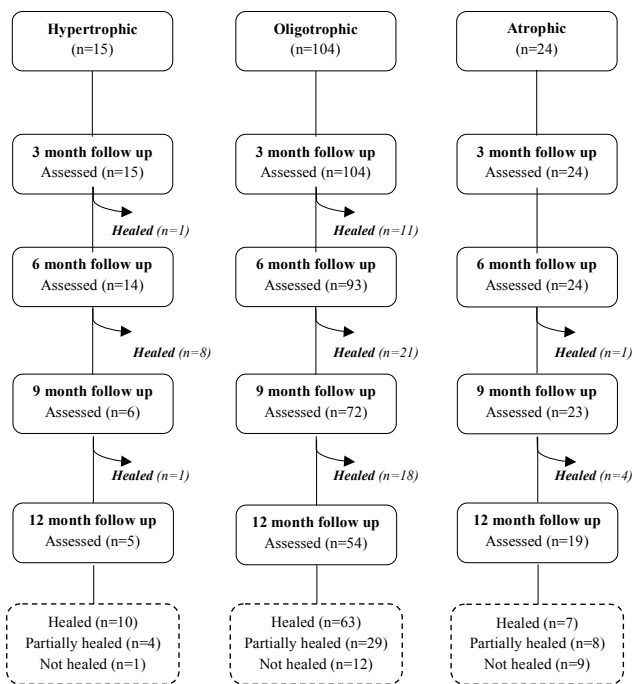 Hypertrophic
(n=15)
Oligotrophic
(n=104)
Atrophic
(n=24)
3 month follow up
Assessed (n=15)
3 month follow up
Assessed (n=104)
3 month follow up
Assessed (n=24)
Healed (n=1)
Healed (n=11)
6 month follow up
Assessed (n=14)
6 month follow up
Assessed (n=93)
6 month follow up
Assessed (n=24)
Healed (n=8)
Healed (n=21)
Healed (n=1)
9 month follow up
Assessed (n=6)
9 month follow up
Assessed (n=72)
9 month follow up
Assessed (n=23)
Healed (n=1)
Healed (n=18)
Healed (n=4)
12 month follow up
Assessed (n=5)
12 month follow up
Assessed (n=54)
12 month follow up
Assessed (n=19)
Healed (n=10)
Partially healed (n=4)
Not healed (n=1)
Healed (n=63)
Partially healed (n=29)
Not healed (n=12)
Healed (n=7)
Partially healed (n=8)
Not healed (n=9)